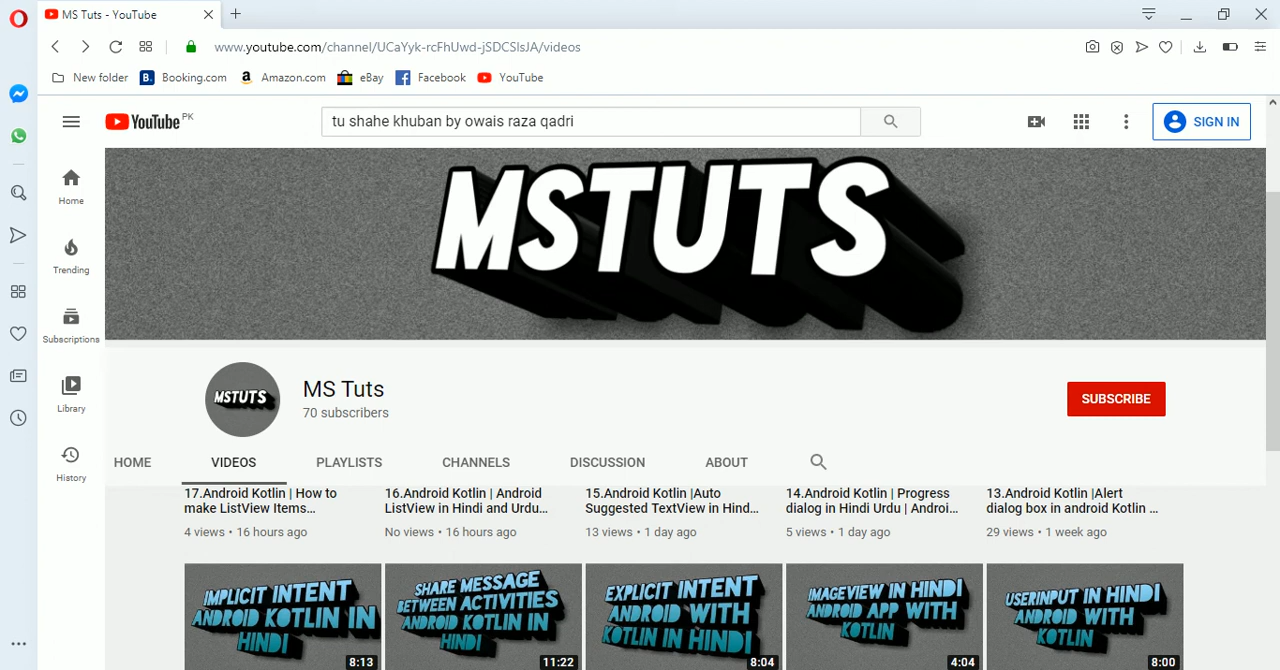 MS Tuts - YouTube
www.youtube.com/channel/UCaYyk-rcFhUwd-jSDCSlsJA/videos
New folder
Booking.com
Amazon.com
eBay
Facebook
YouTube
YouTube PK
tu shahe khuban by owais raza qadri
SIGN IN
Home
Trending
Subscriptions
Library
History
MSTUTS
MSTUTS
MS Tuts
70 subscribers
SUBSCRIBE
HOME
VIDEOS
PLAYLISTS
CHANNELS
DISCUSSION
ABOUT
17.Android Kotlin | How to
make ListView Items...
4 views • 16 hours ago
16.Android Kotlin | Android
ListView in Hindi and Urdu...
No views • 16 hours ago
15.Android Kotlin |Auto
Suggested TextView in Hind...
13 views • 1 day ago
14.Android Kotlin | Progress
dialog in Hindi Urdu | Androi...
5 views • 1 day ago
13.Android Kotlin |Alert
dialog box in android Kotlin ...
29 views • 1 week ago
IMPLICIT INTENT
ANDROID KOTLIN IN
HINDI
8:13
SHARE MESSAGE
BETWEEN ACTIVITIES
ANDROID KOTLIN IN
HINDI
11:22
EXPLICIT INTENT
ANDROID WITH
KOTLIN IN HINDI
8:04
IMAGEVIEW IN HINDI
ANDROID APP WITH
KOTLIN
4:04
USERINPUT IN HINDI
ANDROID WITH
KOTLIN
8:00